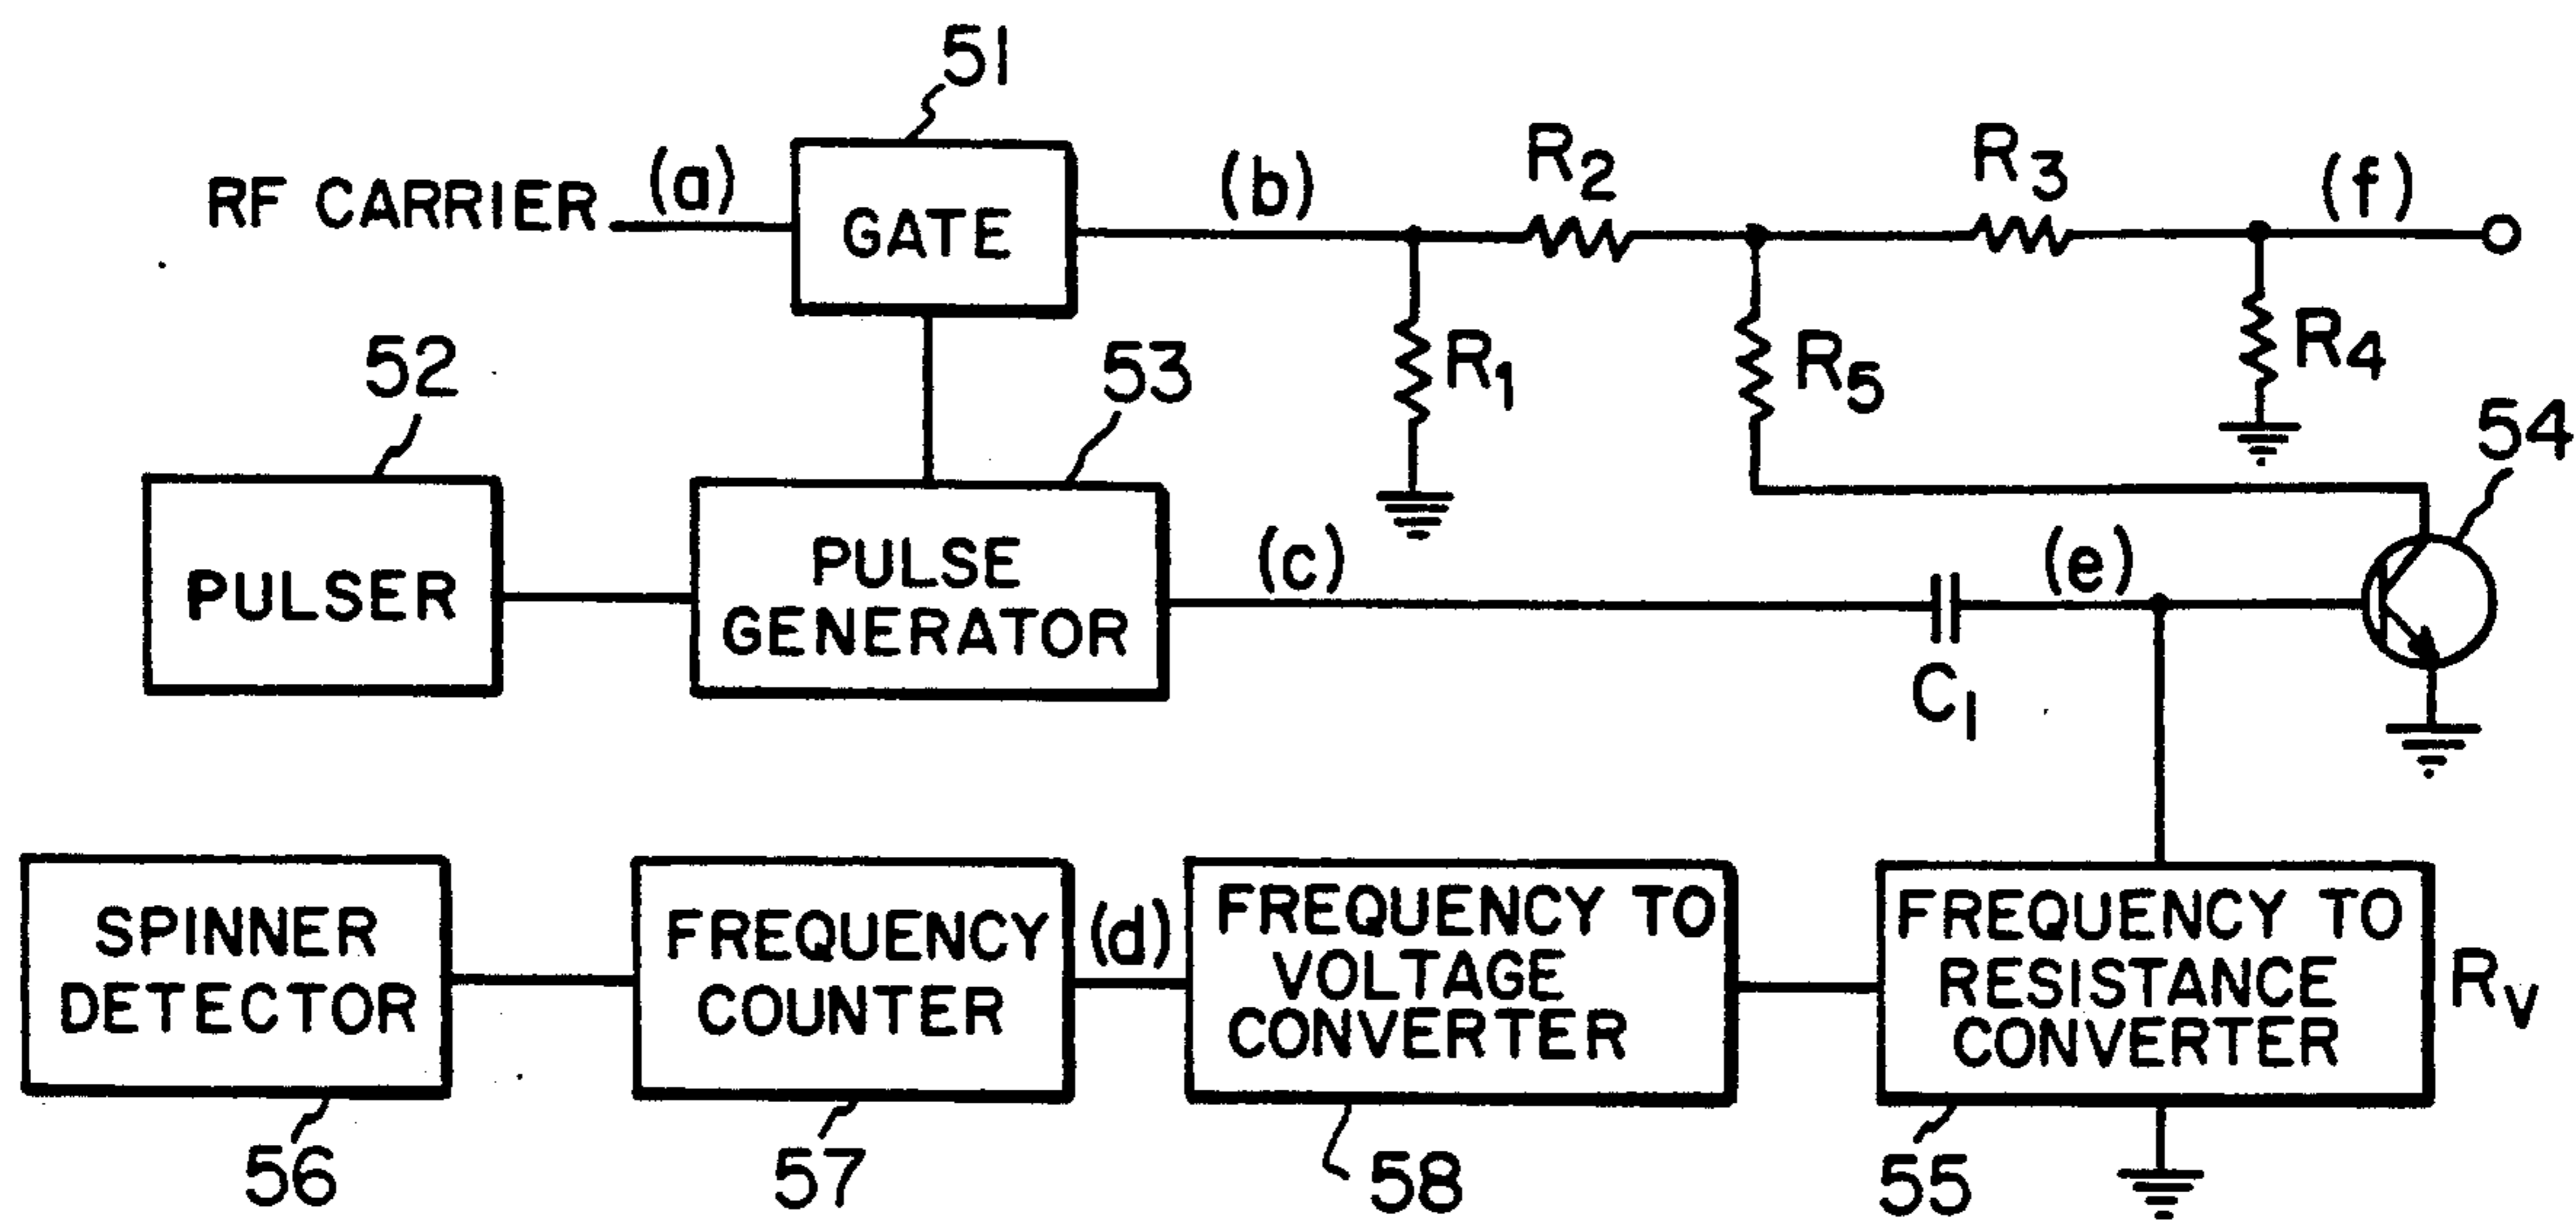 51
RF CARRIER (a)
GATE
(b)
R2
R3
(f)
52
53
R1
R5
R4
54
PULSER
PULSE
GENERATOR
(c)
C1
(e)
SPINNER
DETECTOR
FREQUENCY
COUNTER
(d)
FREQUENCY TO
VOLTAGE
CONVERTER
FREQUENCY TO
RESISTANCE
CONVERTER
RV
56
57
58
55